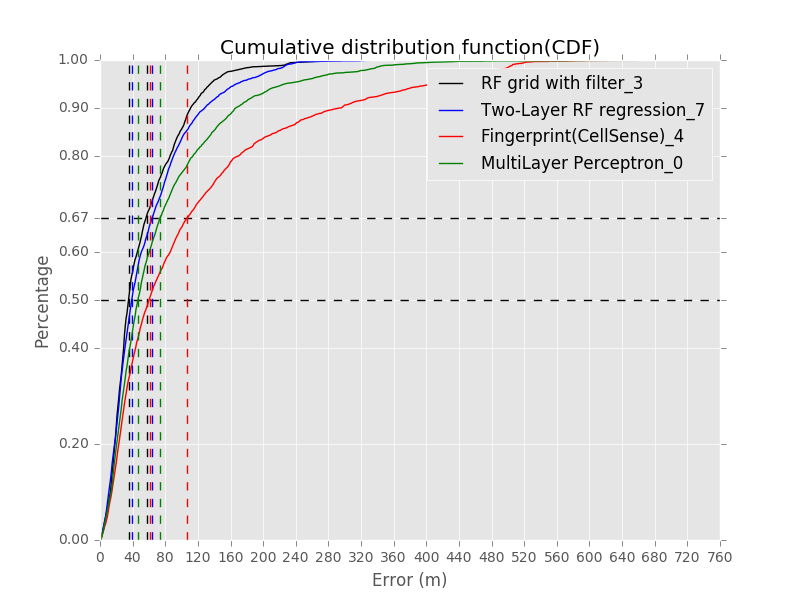 Cumulative distribution function(CDF)
1.00
0.90
0.80
0.67
0.60
0.50
0.40
0.20
0.00
Percentage
RF grid with filter_3
Two-Layer RF regression_7
Fingerprint(CellSense)_4
MultiLayer Perceptron_0
0 40 80 120 160 200 240 280 320 360 400 440 480 520 560 600 640 680 720 760
Error (m)